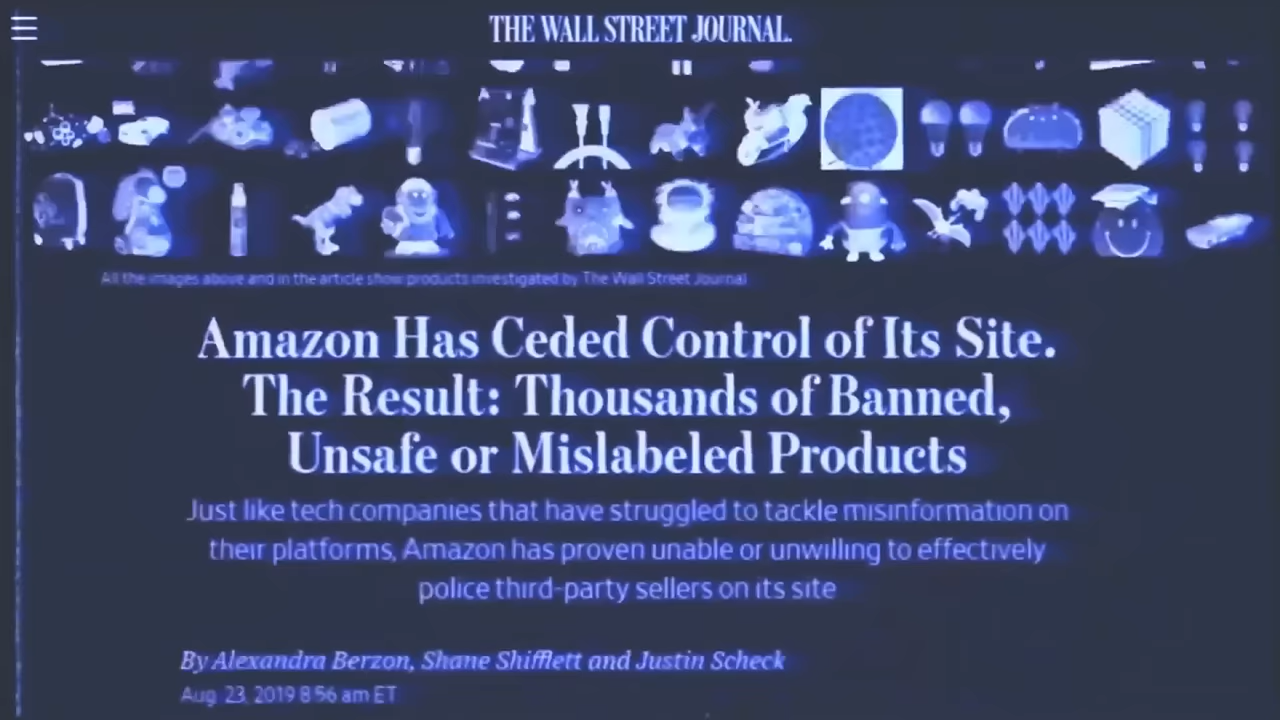 THE WALL STREET JOURNAL.
All the images above and in the article show products investigated by The Wall Street Journal
Amazon Has Ceded Control of Its Site.
The Result: Thousands of Banned,
Unsafe or Mislabeled Products
Just like tech companies that have struggled to tackle misinformation on
their platforms, Amazon has proven unable or unwilling to effectively
police third-party sellers on its site
By Alexandra Berzon, Shane Shifflett and Justin Scheck
Aug. 23, 2019 8:56 am ET